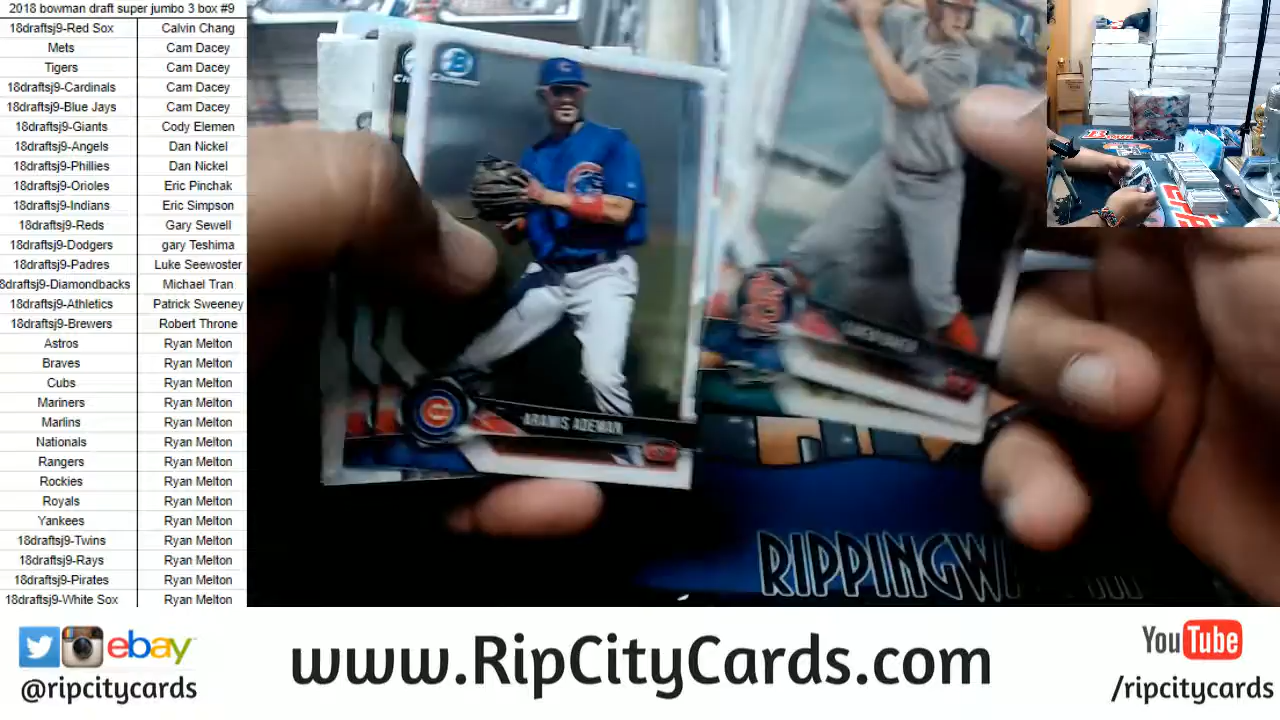 2018 bowman draft super jumbo 3 box #9
18draftsj9-Red Sox Calvin Chang
Mets Cam Dacey
Tigers Cam Dacey
18draftsj9-Cardinals Cam Dacey
18draftsj9-Blue Jays Cam Dacey
18draftsj9-Giants Cody Elemen
18draftsj9-Angels Dan Nickel
18draftsj9-Phillies Dan Nickel
18draftsj9-Orioles Eric Pinchak
18draftsj9-Indians Eric Simpson
18draftsj9-Reds Gary Sewell
18draftsj9-Dodgers gary Teshima
18draftsj9-Padres Luke Seewoster
8draftsj9-Diamondbacks Michael Tran
18draftsj9-Athletics Patrick Sweeney
18draftsj9-Brewers Robert Throne
Astros Ryan Melton
Braves Ryan Melton
Cubs Ryan Melton
Mariners Ryan Melton
Marlins Ryan Melton
Nationals Ryan Melton
Rangers Ryan Melton
Rockies Ryan Melton
Royals Ryan Melton
Yankees Ryan Melton
18draftsj9-Twins Ryan Melton
18draftsj9-Rays Ryan Melton
18draftsj9-Pirates Ryan Melton
18draftsj9-White Sox Ryan Melton
ARAMIS ADEMAN
ebay
@ripcitycards
www.RipCityCards.com
YouTube
/ripcitycards